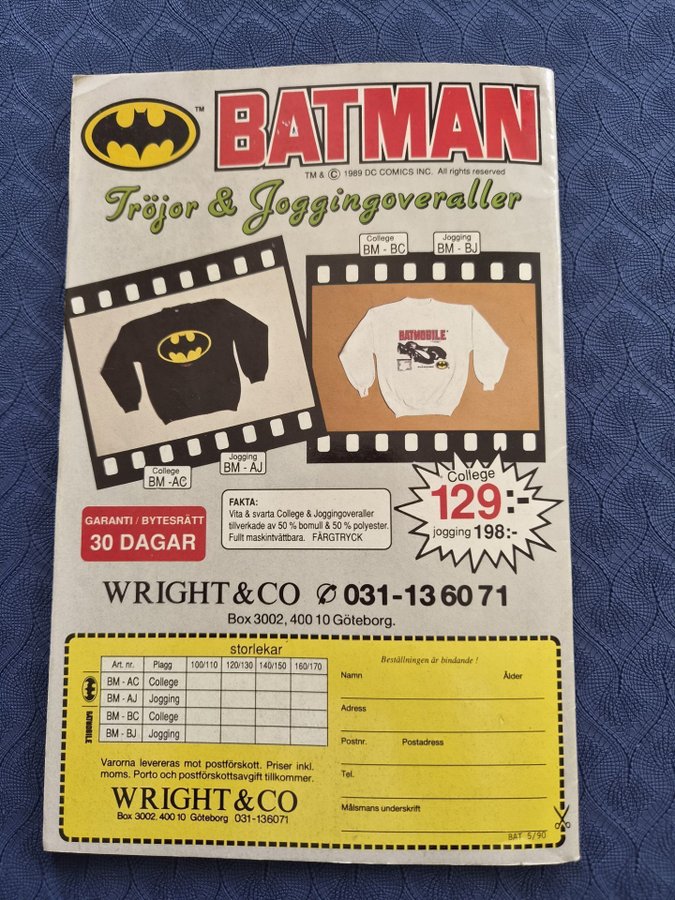 TM
BATMAN
TM & © 1989 DC COMICS INC. All rights reserved
Tröjor & Joggingoveraller
College
BM - BC
Jogging
BM - BJ
BATMOBILE
College
BM -AC
Jogging
BM - AJ
College
129:-
jogging 198:-
GARANTI / BYTESRÄTT
30 DAGAR
FAKTA:
Vita & svarta College & Joggingoveraller
tillverkade av 50 % bomull & 50 % polyester.
Fullt maskintvättbara. FÄRGTRYCK
WRIGHT & CO ✆ 031-13 60 71
Box 3002, 400 10 Göteborg.
storlekar
Art. nr. Plagg 100/110 120/130 140/150 160/170
BM - AC College
BM - AJ Jogging
BM - BC College
BM - BJ Jogging
BATMOBILE
Varorna levereras mot postförskott. Priser inkl.
moms. Porto och postförskottsavgift tillkommer.
WRIGHT & CO
Box 3002, 400 10 Göteborg 031-136071
Beställningen är bindande !
Namn Ålder
Adress
Postnr. Postadress
Tel.
Målsmans underskrift
BAT 5/90